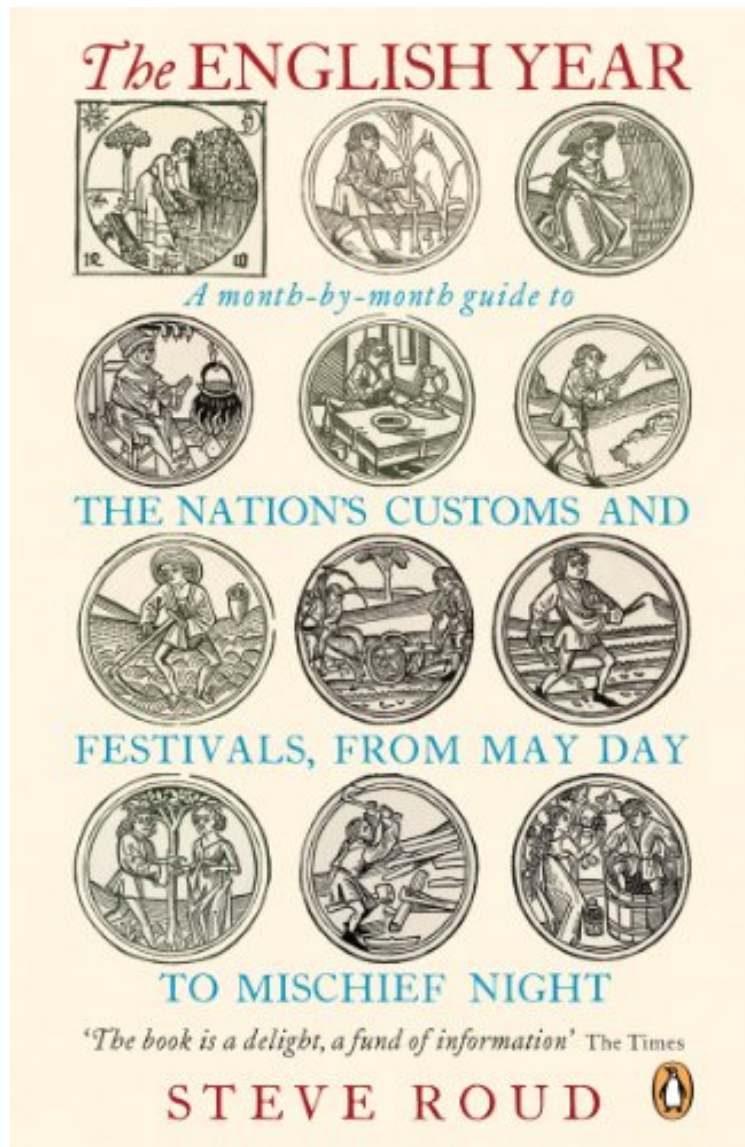 The ENGLISH YEAR
A month-by-month guide to
THE NATION'S CUSTOMS AND
FESTIVALS, FROM MAY DAY
TO MISCHIEF NIGHT
‘The book is a delight, a fund of information’ The Times
STEVE ROUD